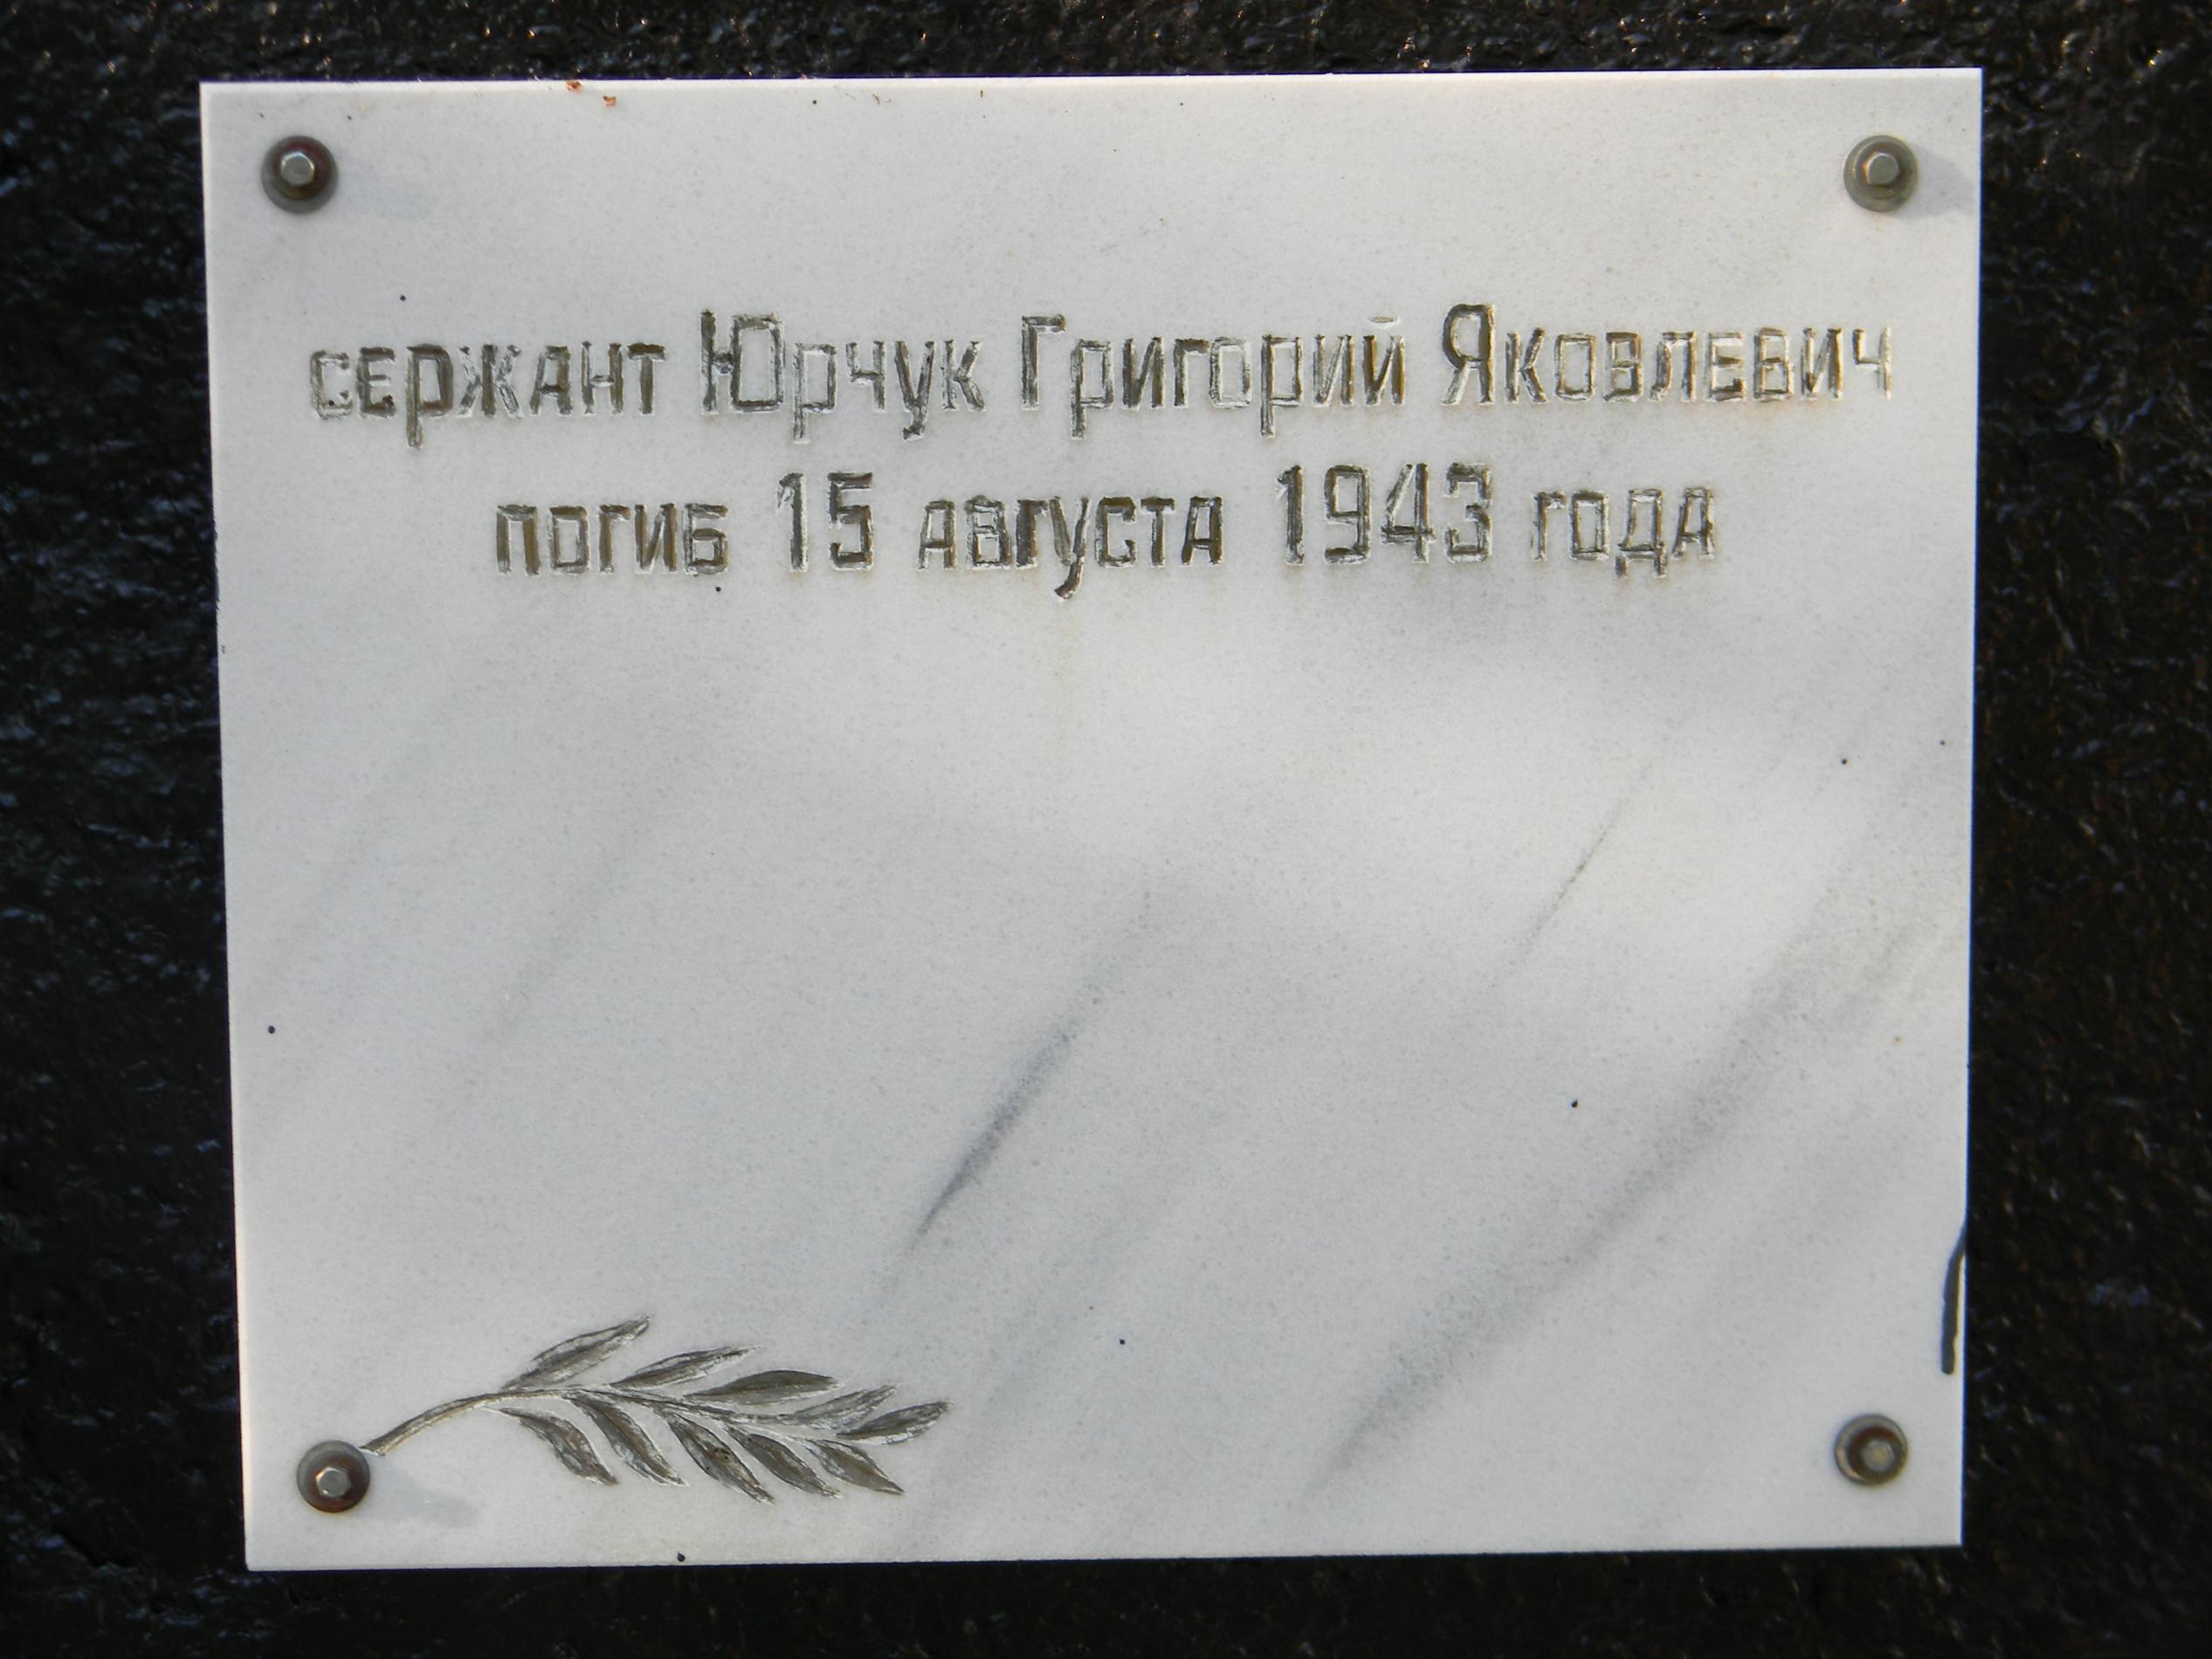 сержант Юрчук Григорий Яковлевич
погиб 15 августа 1943 года